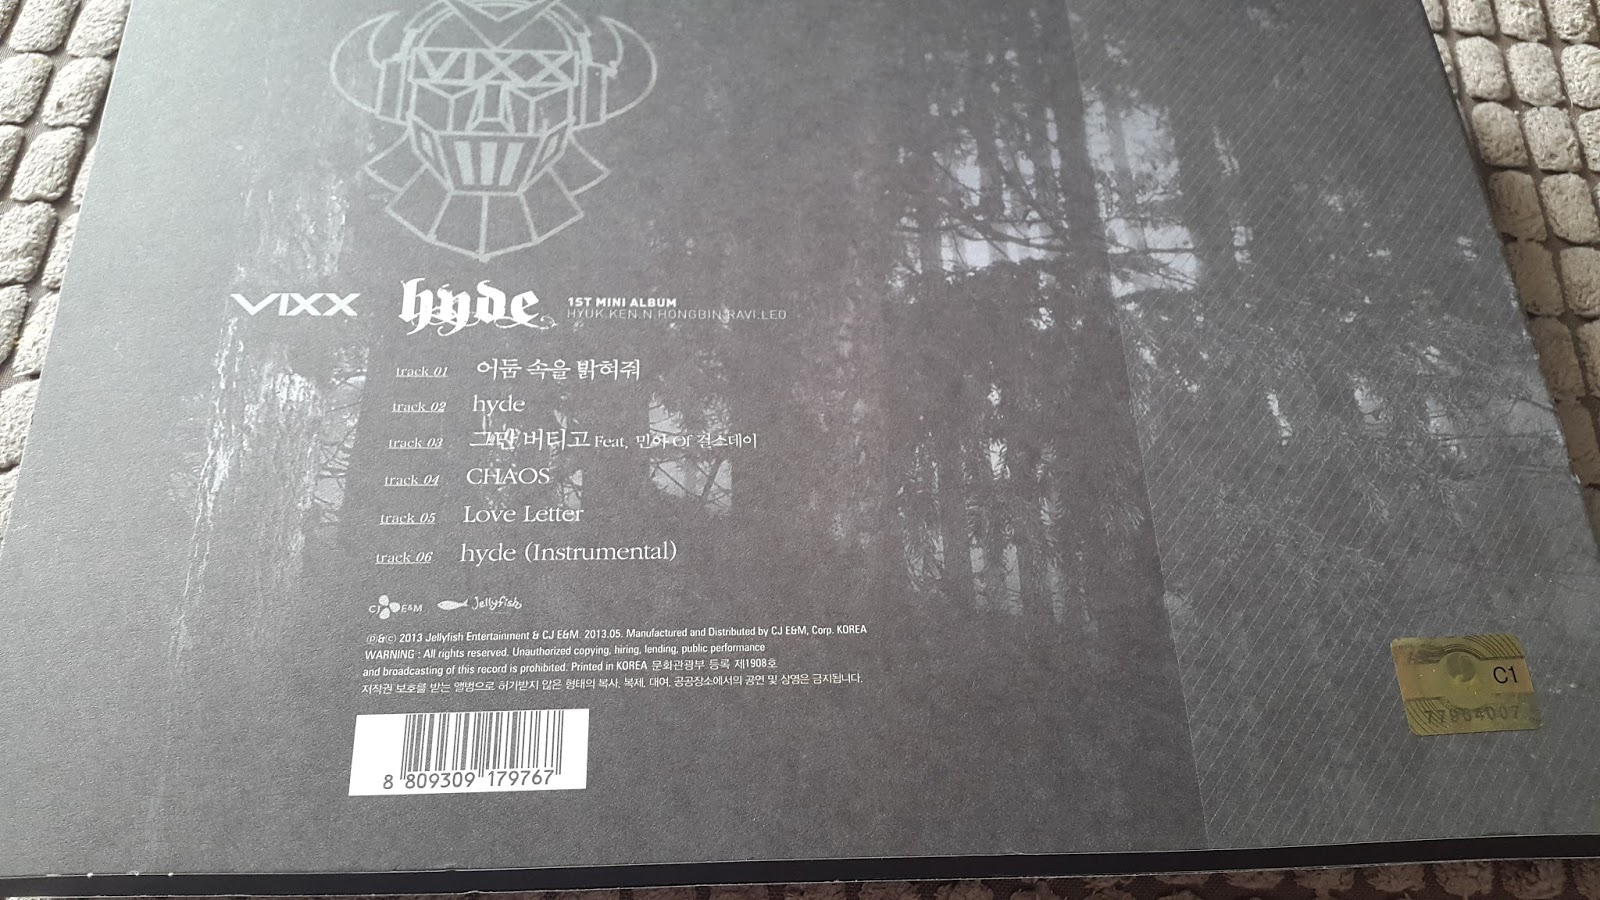 VIXX
VIXX hyde 1ST MINI ALBUM
HYUK.KEN.N.HONGBIN.RAVI.LEO
track 01 어둠 속을 밝혀줘
track 02 hyde
track 03 그만 버티고 Feat. 민아 Of 걸스데이
track 04 CHAOS
track 05 Love Letter
track 06 hyde (Instrumental)
CJ E&M Jellyfish
ⓟ&ⓒ 2013 Jellyfish Entertainment & CJ E&M. 2013.05. Manufactured and Distributed by CJ E&M, Corp. KOREA
WARNING : All rights reserved. Unauthorized copying, hiring, lending, public performance
and broadcasting of this record is prohibited. Printed in KOREA 문화관광부 등록 제1908호
저작권 보호를 받는 앨범으로 허가받지 않은 형태의 복사, 복제, 대여, 공공장소에서의 공연 및 상영은 금지됩니다.
C1
77964007
8 809309 179767